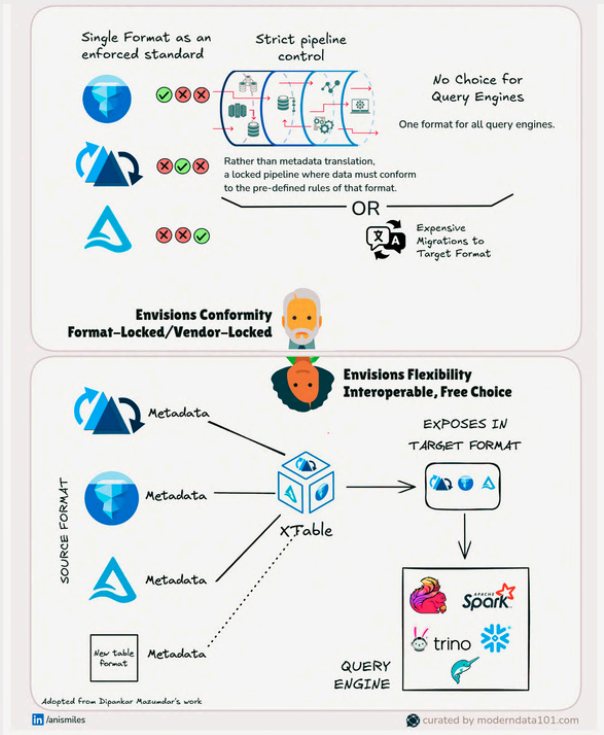 Single Format as an
enforced standard
Strict pipeline
control
No Choice for
Query Engines
One format for all query engines.
Rather than metadata translation,
a locked pipeline where data must conform
to the pre-defined rules of that format.
OR
文 A
Expensive
Migrations to
Target Format
Envisions Conformity
Format-Locked/Vendor-Locked
Envisions Flexibility
Interoperable, Free Choice
SOURCE FORMAT
Metadata
Metadata
Metadata
New table
format
Metadata
XTable
EXPOSES IN
TARGET FORMAT
APACHE
Spark
trino
QUERY
ENGINE
Adopted from Dipankar Mazumdar's work
in /anismiles
curated by moderndata101.com